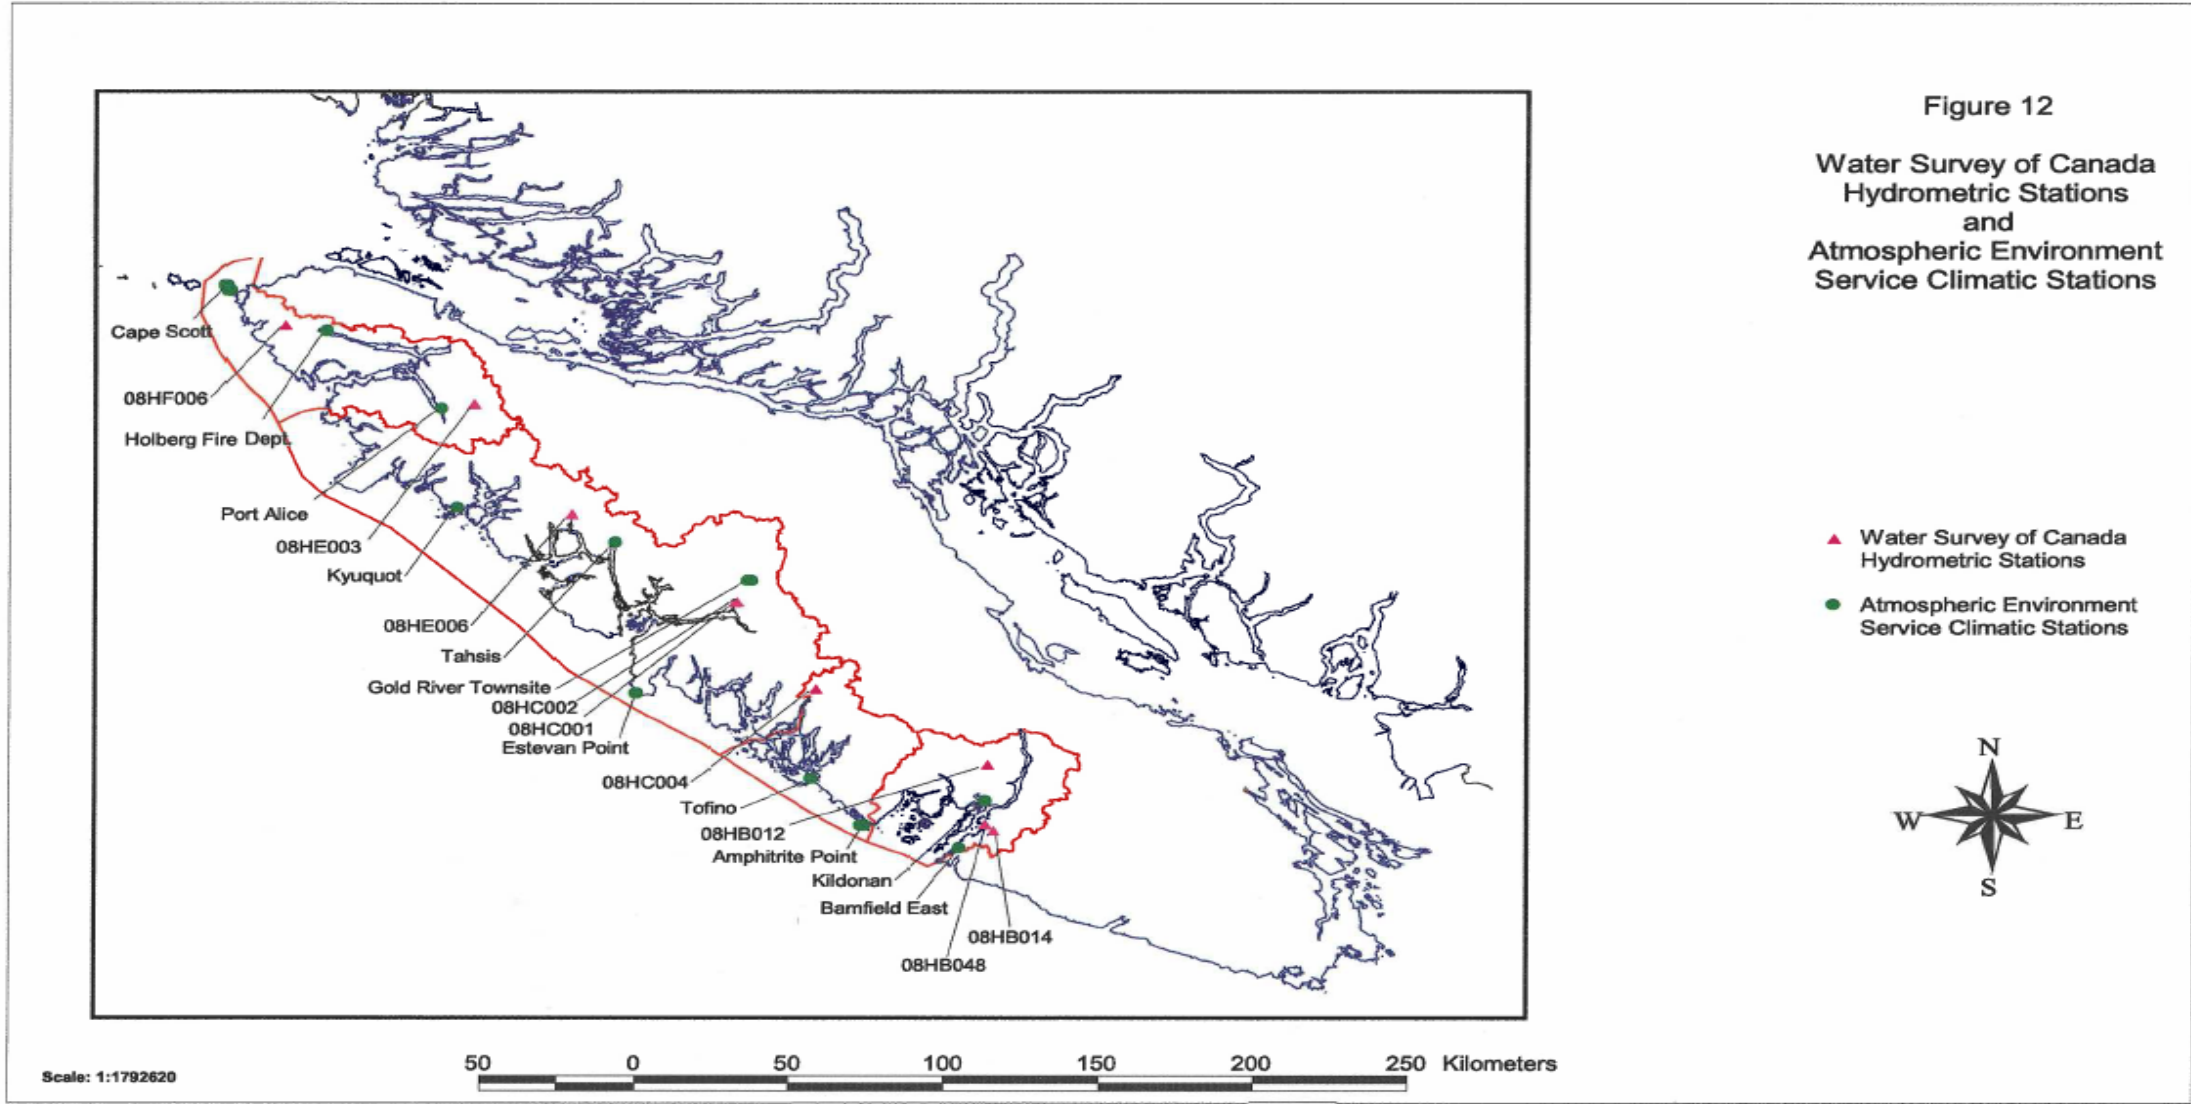 Figure 12
Water Survey of Canada
Hydrometric Stations
and
Atmospheric Environment
Service Climatic Stations
Cape Scott
08HF006
Holberg Fire Dept.
Port Alice
08HE003
Kyuquot
08HE006
Tahsis
Gold River Townsite
08HC002
08HC001
Estevan Point
08HC004
Tofino
08HB012
Amphitrite Point
Kildonan
Bamfield East
08HB014
08HB048
Water Survey of Canada
Hydrometric Stations
Atmospheric Environment
Service Climatic Stations
N
W E
S
50 0 50 100 150 200 250 Kilometers
Scale: 1:1792620